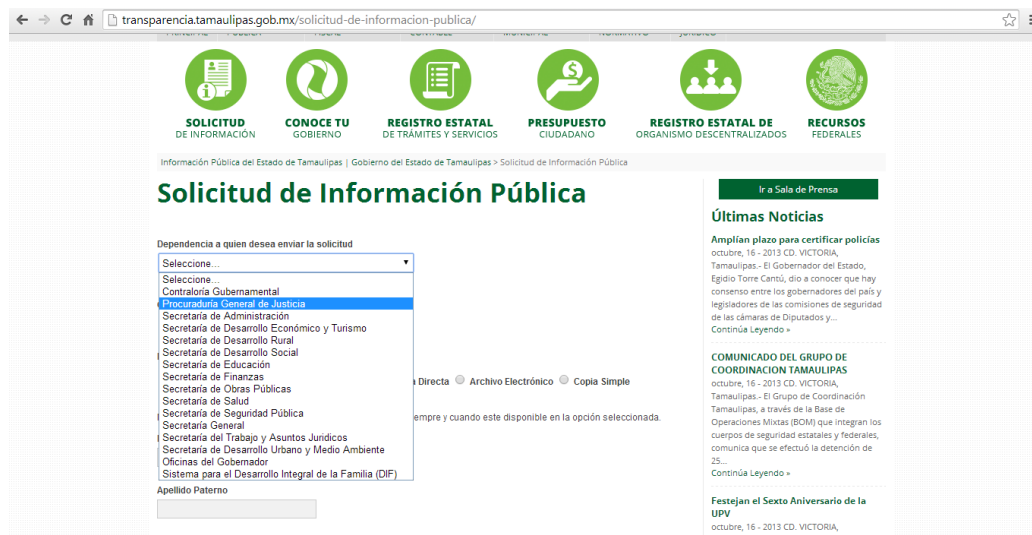 transparencia.tamaulipas.gob.mx/solicitud-de-informacion-publica/
SOLICITUD
DE INFORMACIÓN
CONOCE TU
GOBIERNO
REGISTRO ESTATAL
DE TRÁMITES Y SERVICIOS
PRESUPUESTO
CIUDADANO
REGISTRO ESTATAL DE
ORGANISMO DESCENTRALIZADOS
RECURSOS
FEDERALES
Información Pública del Estado de Tamaulipas | Gobierno del Estado de Tamaulipas > Solicitud de Información Pública
Solicitud de Información Pública
Dependencia a quien desea enviar la solicitud
Seleccione...
Seleccione...
Contraloría Gubernamental
Procuraduría General de Justicia
Secretaría de Administración
Secretaría de Desarrollo Económico y Turismo
Secretaría de Desarrollo Rural
Secretaría de Desarrollo Social
Secretaría de Educación
Secretaría de Finanzas
Secretaría de Obras Públicas
Secretaría de Salud
Secretaría de Seguridad Pública
Secretaría General
Secretaría del Trabajo y Asuntos Juridicos
Secretaría de Desarrollo Urbano y Medio Ambiente
Oficinas del Gobernador
Sistema para el Desarrollo Integral de la Familia (DIF)
Directa Archivo Electrónico Copia Simple
y cuando este disponible en la opción seleccionada.
Apellido Paterno
Ir a Sala de Prensa
Últimas Noticias
Amplían plazo para certificar policías
octubre, 16 - 2013 CD. VICTORIA,
Tamaulipas.- El Gobernador del Estado,
Egidio Torre Cantú, dio a conocer que hay
consenso entre los gobernadores del país y
legisladores de las comisiones de seguridad
de las cámaras de Diputados y...
Continúa Leyendo »
COMUNICADO DEL GRUPO DE
COORDINACION TAMAULIPAS
octubre, 16 - 2013 CD. VICTORIA,
Tamaulipas.- El Grupo de Coordinación
Tamaulipas, a través de la Base de
Operaciones Mixtas (BOM) que integran los
cuerpos de seguridad estatales y federales,
comunica que se efectuó la detención de
25...
Continúa Leyendo »
Festejan el Sexto Aniversario de la
UPV
octubre, 16 - 2013 CD. VICTORIA,